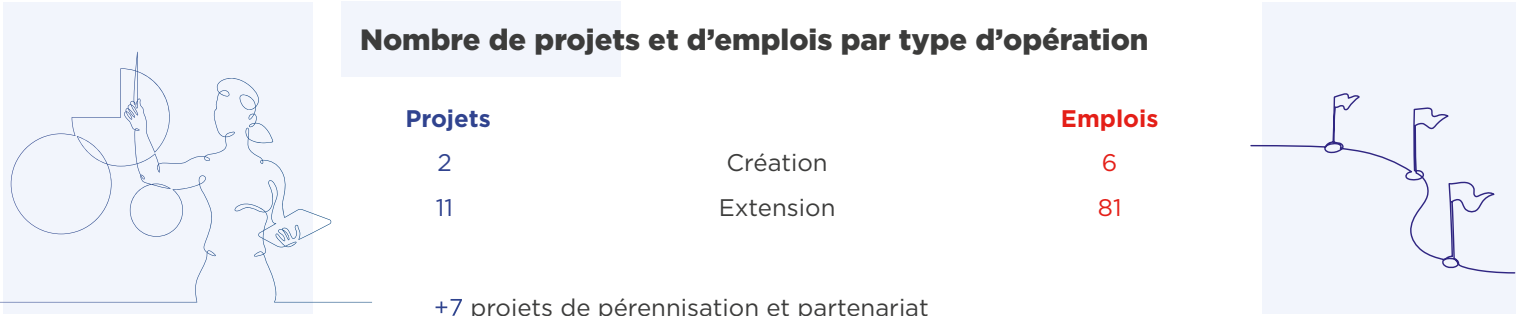 Nombre de projets et d’emplois par type d’opération
Projets Emplois
2 Création 6
11 Extension 81
+7 projets de pérennisation et partenariat